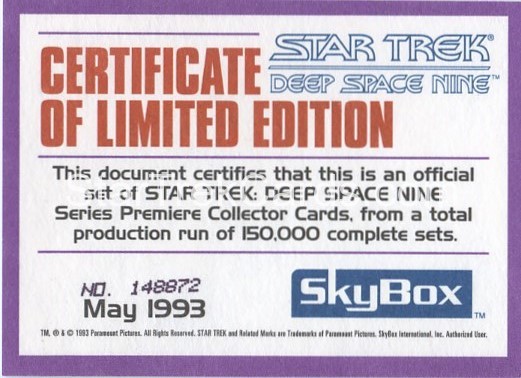 STAR TREK®
DEEP SPACE NINE™
CERTIFICATE
OF LIMITED EDITION
This document certifies that this is an official
set of STAR TREK: DEEP SPACE NINE
Series Premiere Collector Cards, from a total
production run of 150,000 complete sets.
NO. 148872
May 1993
SkyBox™
TM, ® & © 1993 Paramount Pictures. All Rights Reserved. STAR TREK and Related Marks are Trademarks of Paramount Pictures. SkyBox International, Inc. Authorized User.